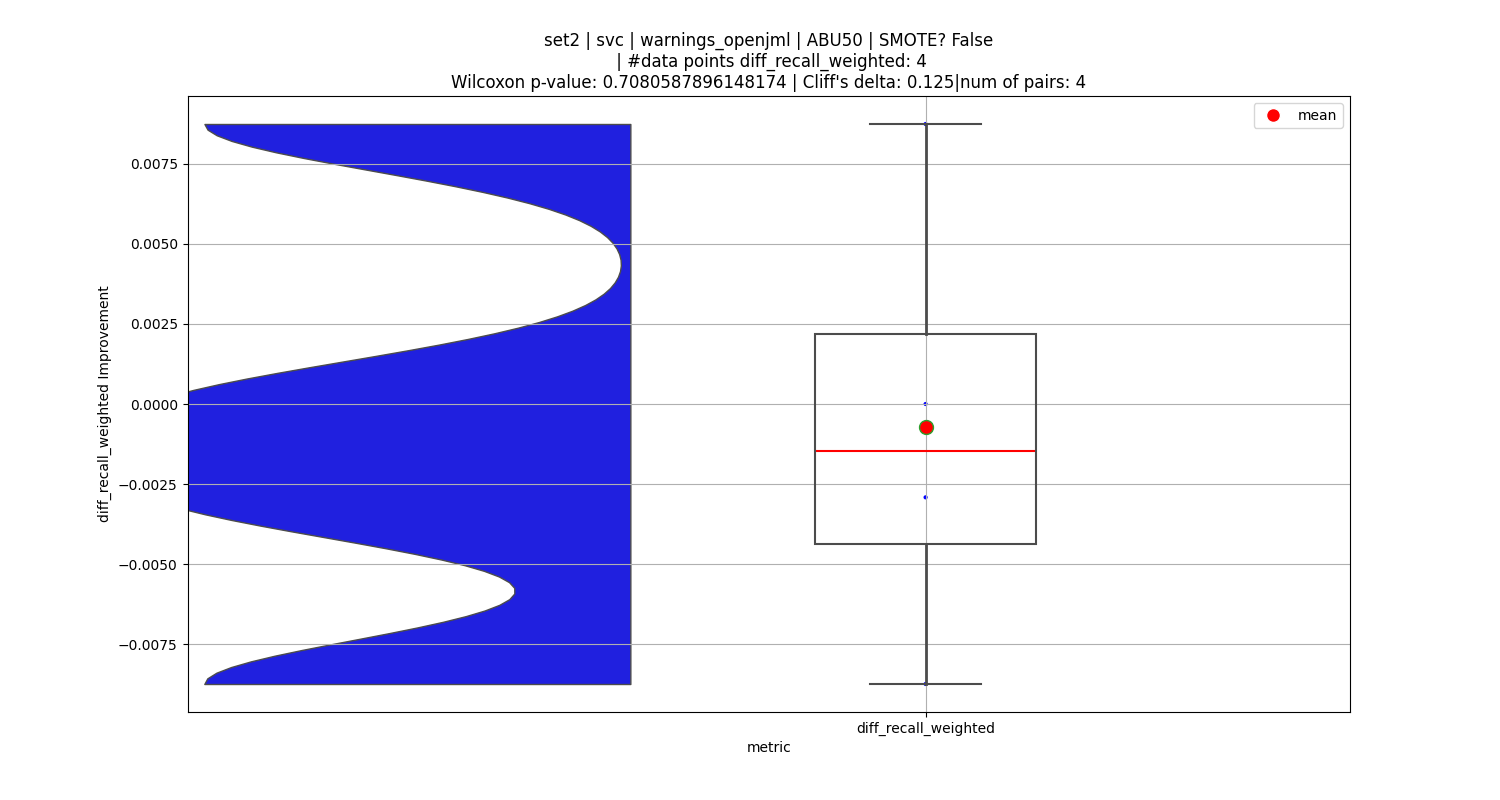 set2 | svc | warnings_openjml | ABU50 | SMOTE? False
| #data points diff_recall_weighted: 4
Wilcoxon p-value: 0.7080587896148174 | Cliff's delta: 0.125|num of pairs: 4
mean
0.0075
0.0050
0.0025
0.0000
−0.0025
−0.0050
−0.0075
diff_recall_weighted Improvement
diff_recall_weighted
metric